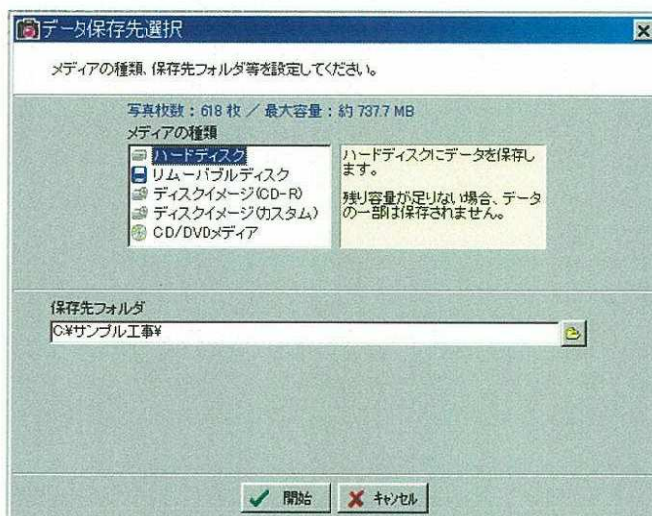 データ保存先選択
メディアの種類、保存先フォルダ等を設定してください。
写真枚数：618 枚 ／ 最大容量：約 737.7 MB
メディアの種類
ハードディスク
リムーバブルディスク
ディスクイメージ(CD-R)
ディスクイメージ(カスタム)
CD/DVDメディア
ハードディスクにデータを保存し
ます。
残り容量が足りない場合、データ
の一部は保存されません。
保存先フォルダ
C:¥サンプル工事¥
開始
キャンセル